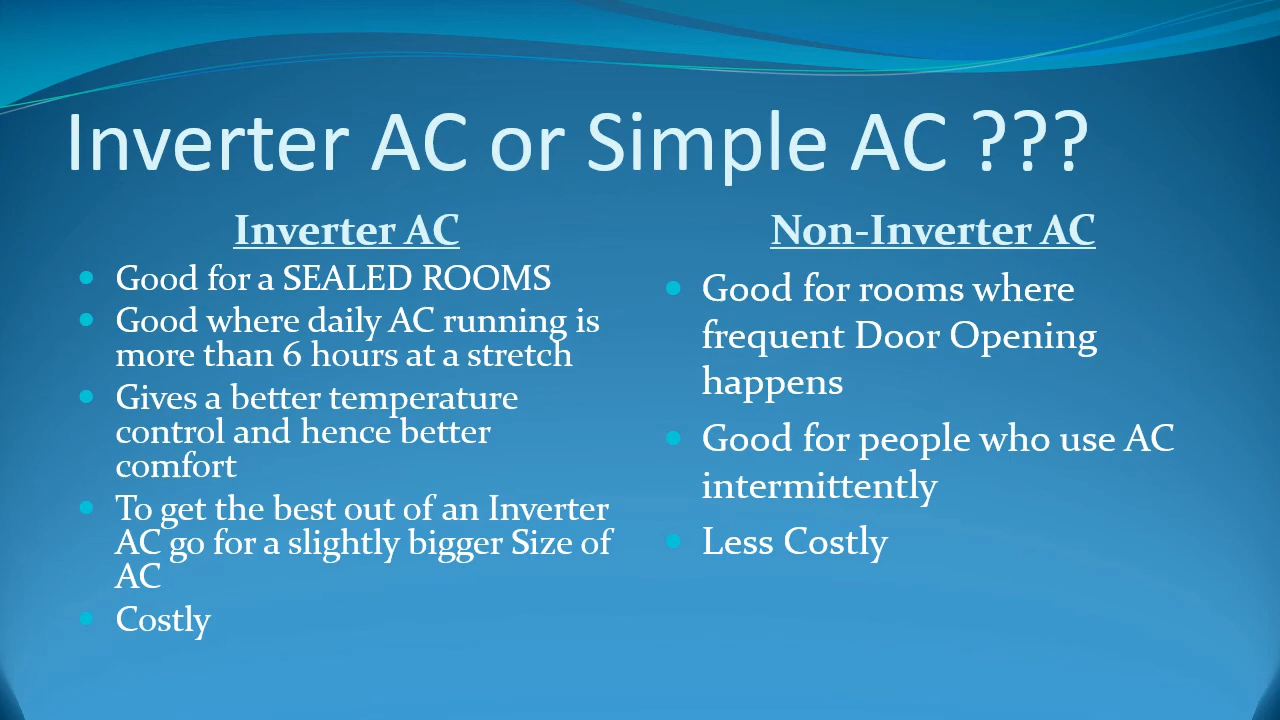 Inverter AC or Simple AC ???
Inverter AC
Good for a SEALED ROOMS
Good where daily AC running is
more than 6 hours at a stretch
Gives a better temperature
control and hence better
comfort
To get the best out of an Inverter
AC go for a slightly bigger Size of
AC
Costly
Non-Inverter AC
Good for rooms where
frequent Door Opening
happens
Good for people who use AC
intermittently
Less Costly